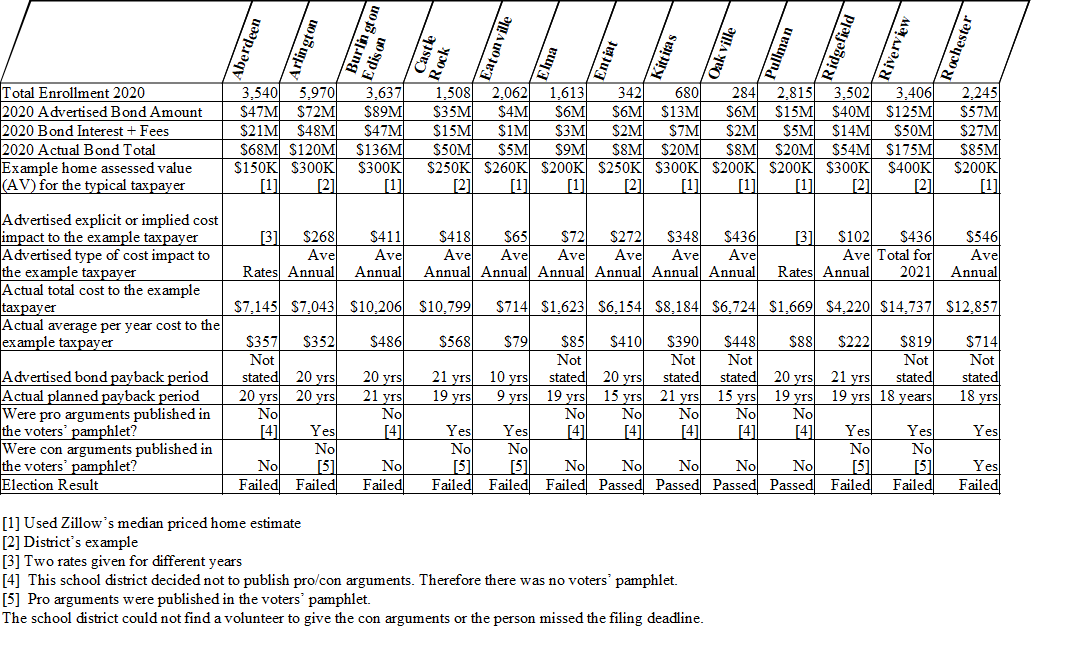 Aberdeen Arlington Burlington Edison Castle Rock Eatonville Elma Entiat Kittitas Oakville Pullman Ridgefield Riverview Rochester
Total Enrollment 2020 3,540 5,970 3,637 1,508 2,062 1,613 342 680 284 2,815 3,502 3,406 2,245
2020 Advertised Bond Amount $47M $72M $89M $35M $4M $6M $6M $13M $6M $15M $40M $125M $57M
2020 Bond Interest + Fees $21M $48M $47M $15M $1M $3M $2M $7M $2M $5M $14M $50M $27M
2020 Actual Bond Total $68M $120M $136M $50M $5M $9M $8M $20M $8M $20M $54M $175M $85M
Example home assessed value $150K $300K $300K $250K $260K $200K $250K $300K $200K $200K $300K $400K $200K
(AV) for the typical taxpayer [1] [2] [1] [2] [1] [1] [2] [1] [1] [1] [2] [2] [1]
Advertised explicit or implied cost
impact to the example taxpayer [3] $268 $411 $418 $65 $72 $272 $348 $436 [3] $102 $436 $546
Advertised type of cost impact to Ave Ave Ave Ave Ave Ave Ave Ave Ave Total for Ave
the example taxpayer Rates Annual Annual Annual Annual Annual Annual Annual Annual Rates Annual 2021 Annual
Actual total cost to the example
taxpayer $7,145 $7,043 $10,206 $10,799 $714 $1,623 $6,154 $8,184 $6,724 $1,669 $4,220 $14,737 $12,857
Actual average per year cost to the
example taxpayer $357 $352 $486 $568 $79 $85 $410 $390 $448 $88 $222 $819 $714
Not Not Not Not Not Not
Advertised bond payback period stated 20 yrs 20 yrs 21 yrs 10 yrs stated 20 yrs stated stated 20 yrs 21 yrs stated stated
Actual planned payback period 20 yrs 20 yrs 21 yrs 19 yrs 9 yrs 19 yrs 15 yrs 21 yrs 15 yrs 19 yrs 19 yrs 18 years 18 yrs
Were pro arguments published in No No No No No No No
the voters’ pamphlet? [4] Yes [4] Yes Yes [4] [4] [4] [4] [4] Yes Yes Yes
Were con arguments published in No No No No No
the voters’ pamphlet? No [5] No [5] [5] No No No No No [5] [5] Yes
Election Result Failed Failed Failed Failed Failed Failed Passed Passed Passed Passed Failed Failed Failed
[1] Used Zillow’s median priced home estimate
[2] District’s example
[3] Two rates given for different years
[4] This school district decided not to publish pro/con arguments. Therefore there was no voters’ pamphlet.
[5] Pro arguments were published in the voters’ pamphlet.
The school district could not find a volunteer to give the con arguments or the person missed the filing deadline.